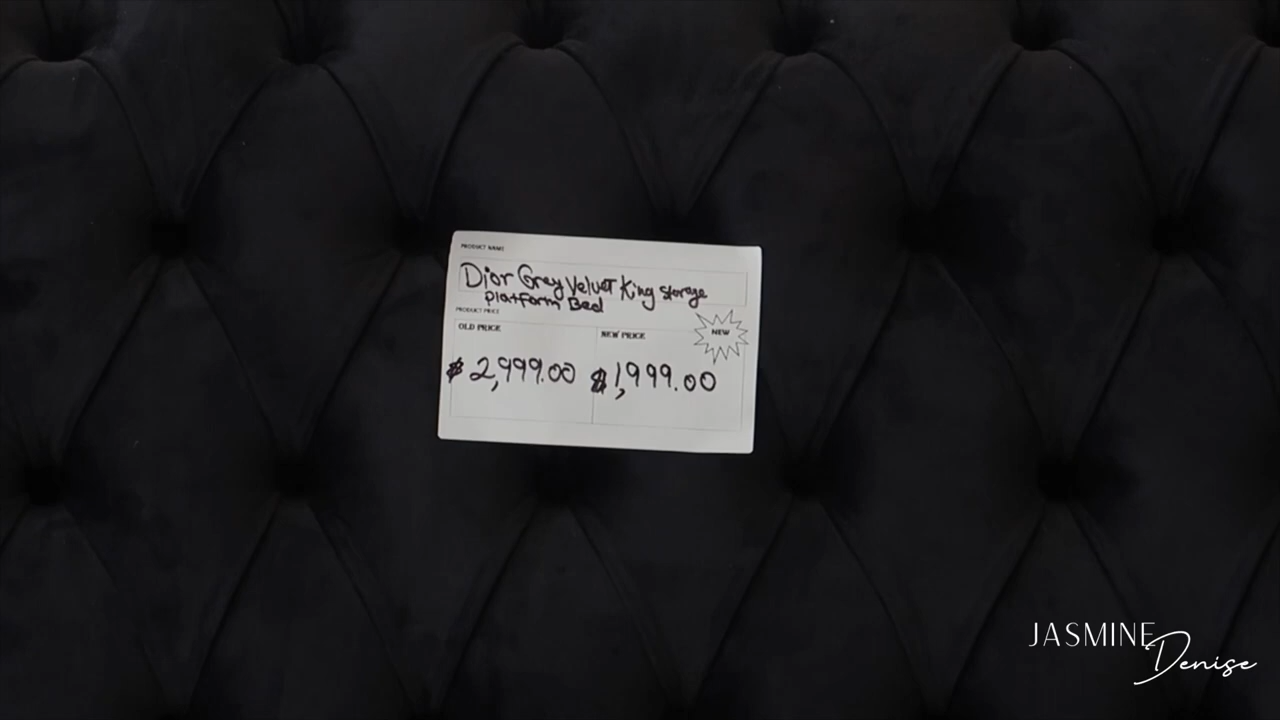 PRODUCT NAME
Dior Grey Velvet King Storage
Platform Bed
PRODUCT PRICE
OLD PRICE
NEW PRICE
NEW
$2,999.00
$1,999.00
JASMINE
Denise